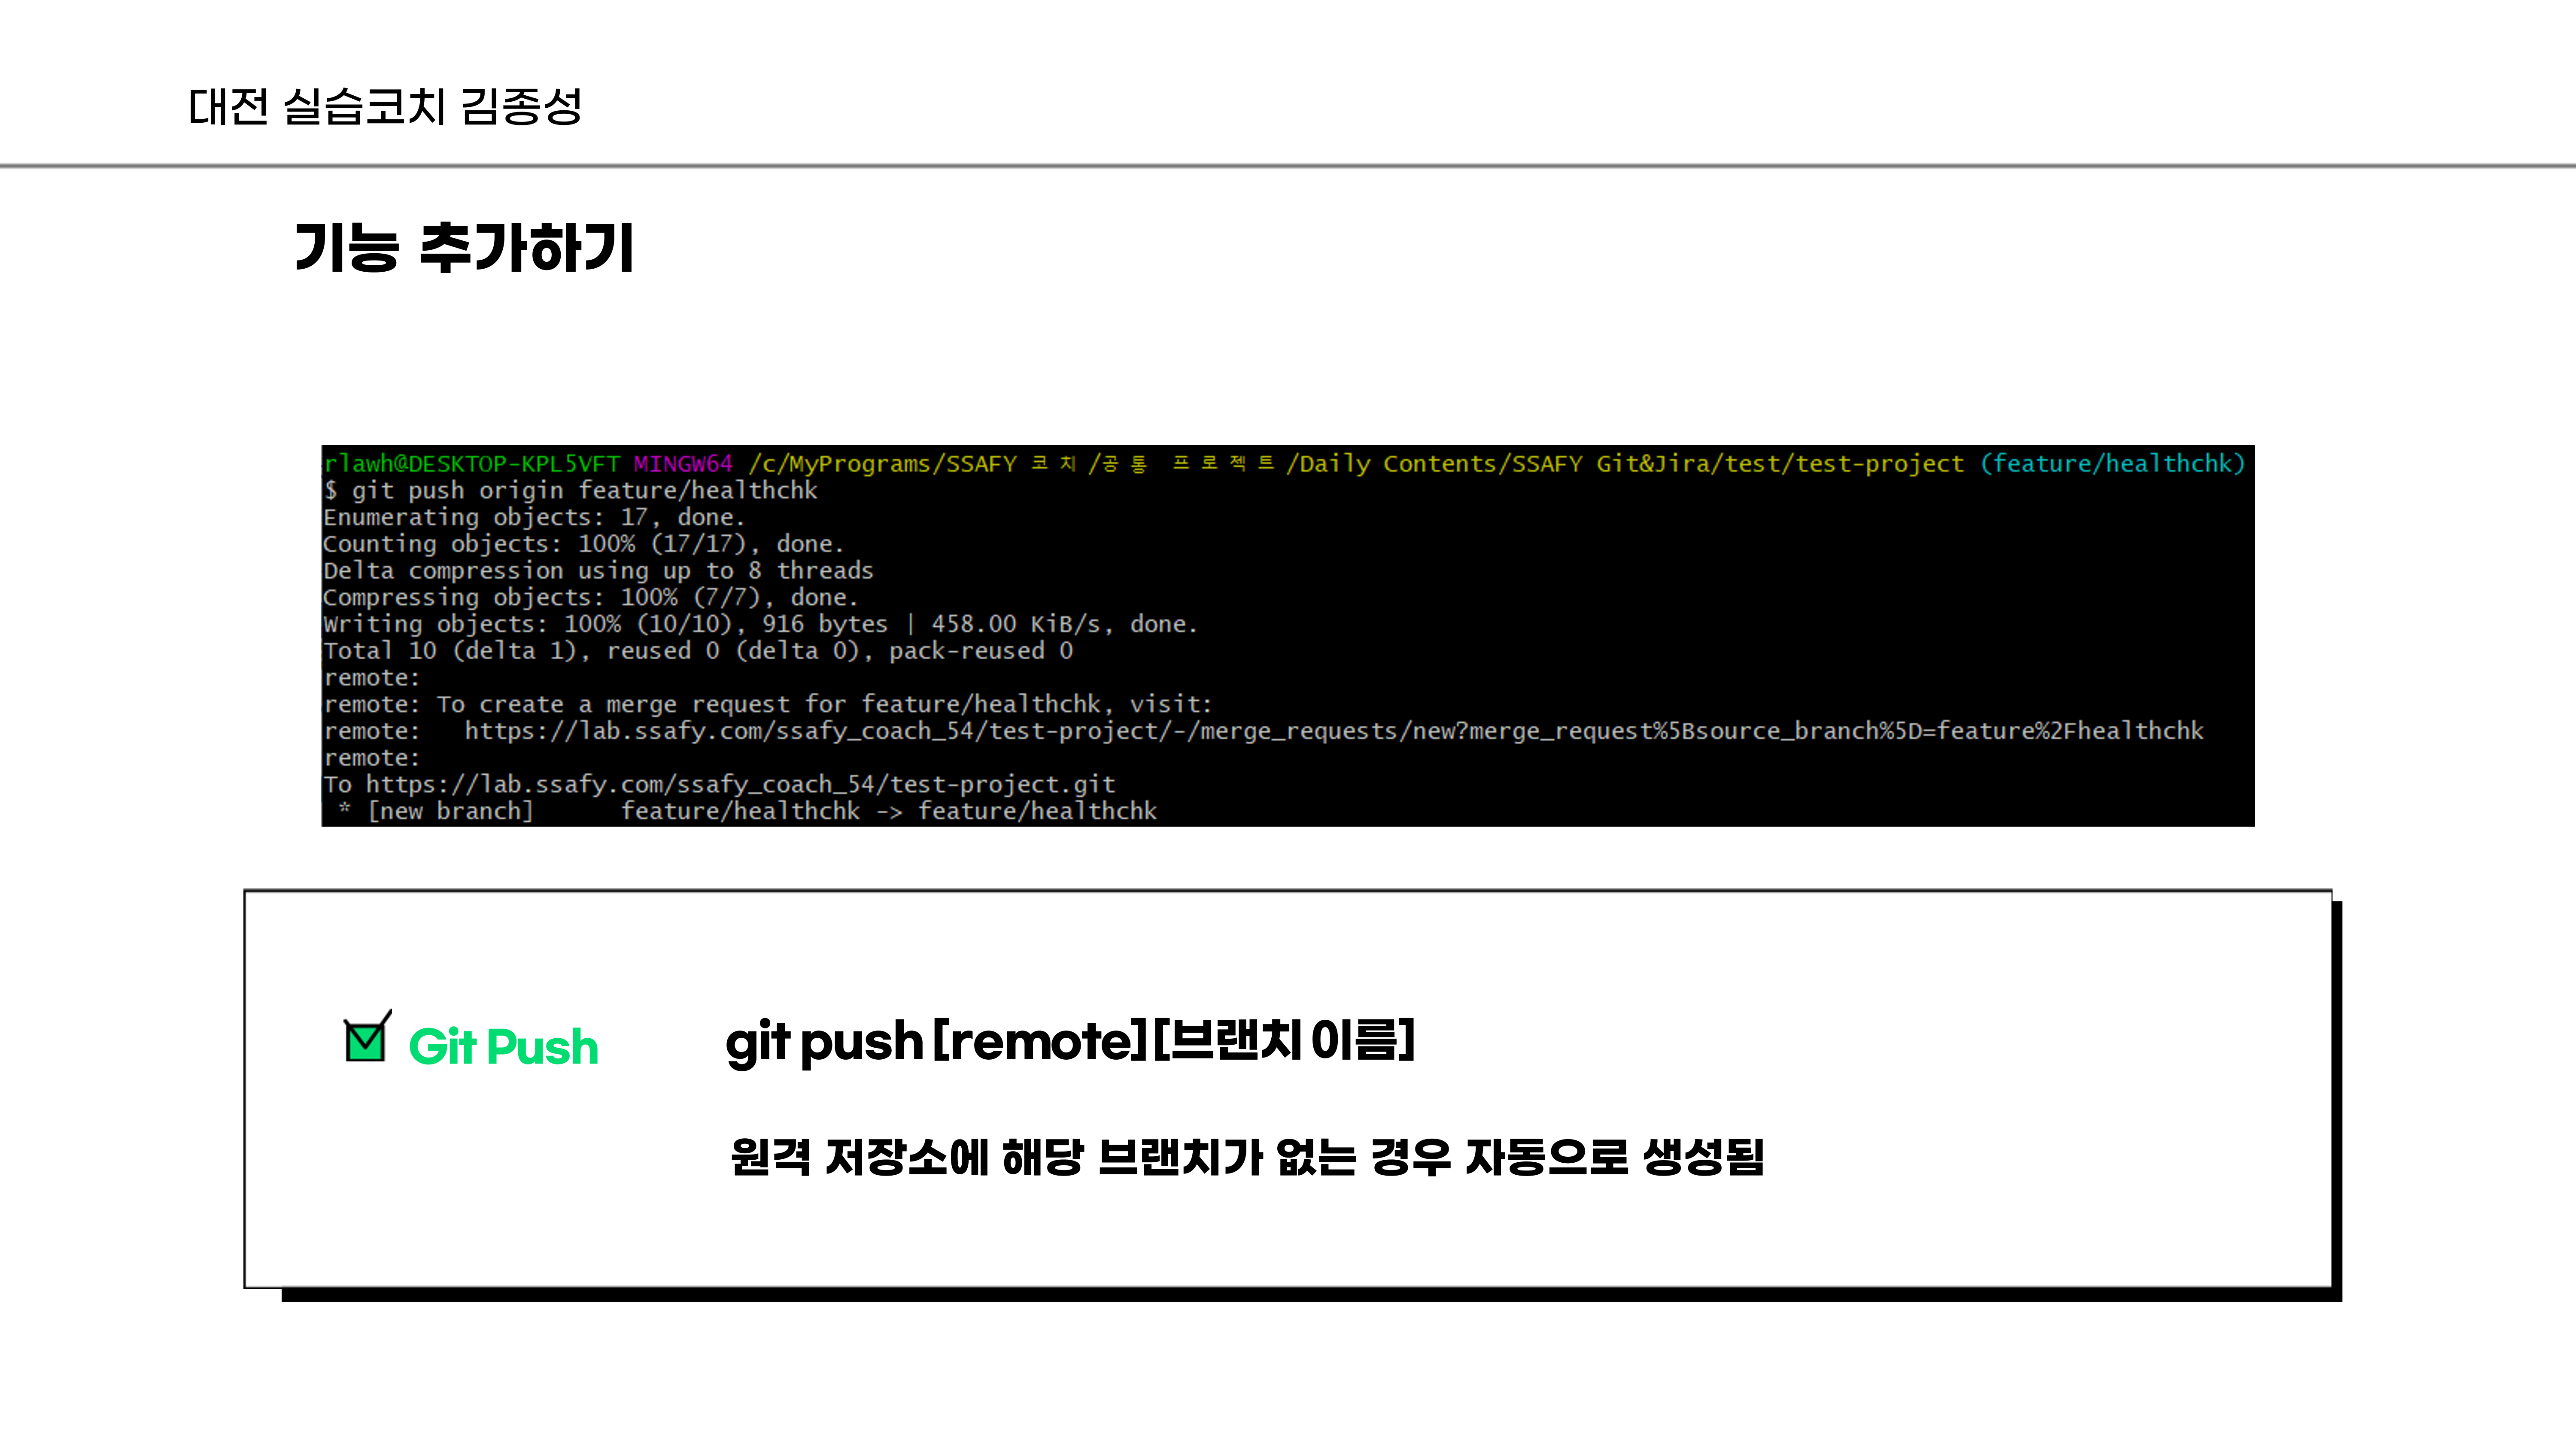 대전 실습코치 김종성
기능 추가하기
rlawh@DESKTOP-KPL5VFT MINGW64 /c/MyPrograms/SSAFY 코치/공통 프로젝트/Daily Contents/SSAFY Git&Jira/test/test-project (feature/healthchk)
$ git push origin feature/healthchk
Enumerating objects: 17, done.
Counting objects: 100% (17/17), done.
Delta compression using up to 8 threads
Compressing objects: 100% (7/7), done.
Writing objects: 100% (10/10), 916 bytes | 458.00 KiB/s, done.
Total 10 (delta 1), reused 0 (delta 0), pack-reused 0
remote:
remote: To create a merge request for feature/healthchk, visit:
remote:   https://lab.ssafy.com/ssafy_coach_54/test-project/-/merge_requests/new?merge_request%5Bsource_branch%5D=feature%2Fhealthchk
remote:
To https://lab.ssafy.com/ssafy_coach_54/test-project.git
 * [new branch]      feature/healthchk -> feature/healthchk
Git Push
git push [remote] [브랜치 이름]
원격 저장소에 해당 브랜치가 없는 경우 자동으로 생성됨